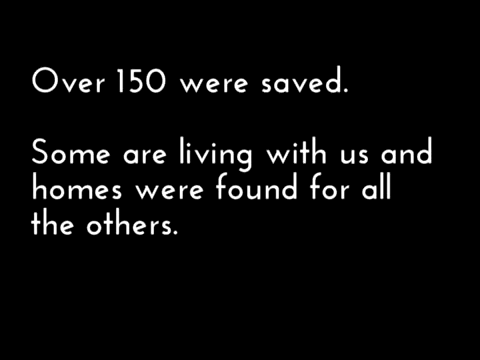 Over 150 were saved.
Some are living with us and
homes were found for all
the others.